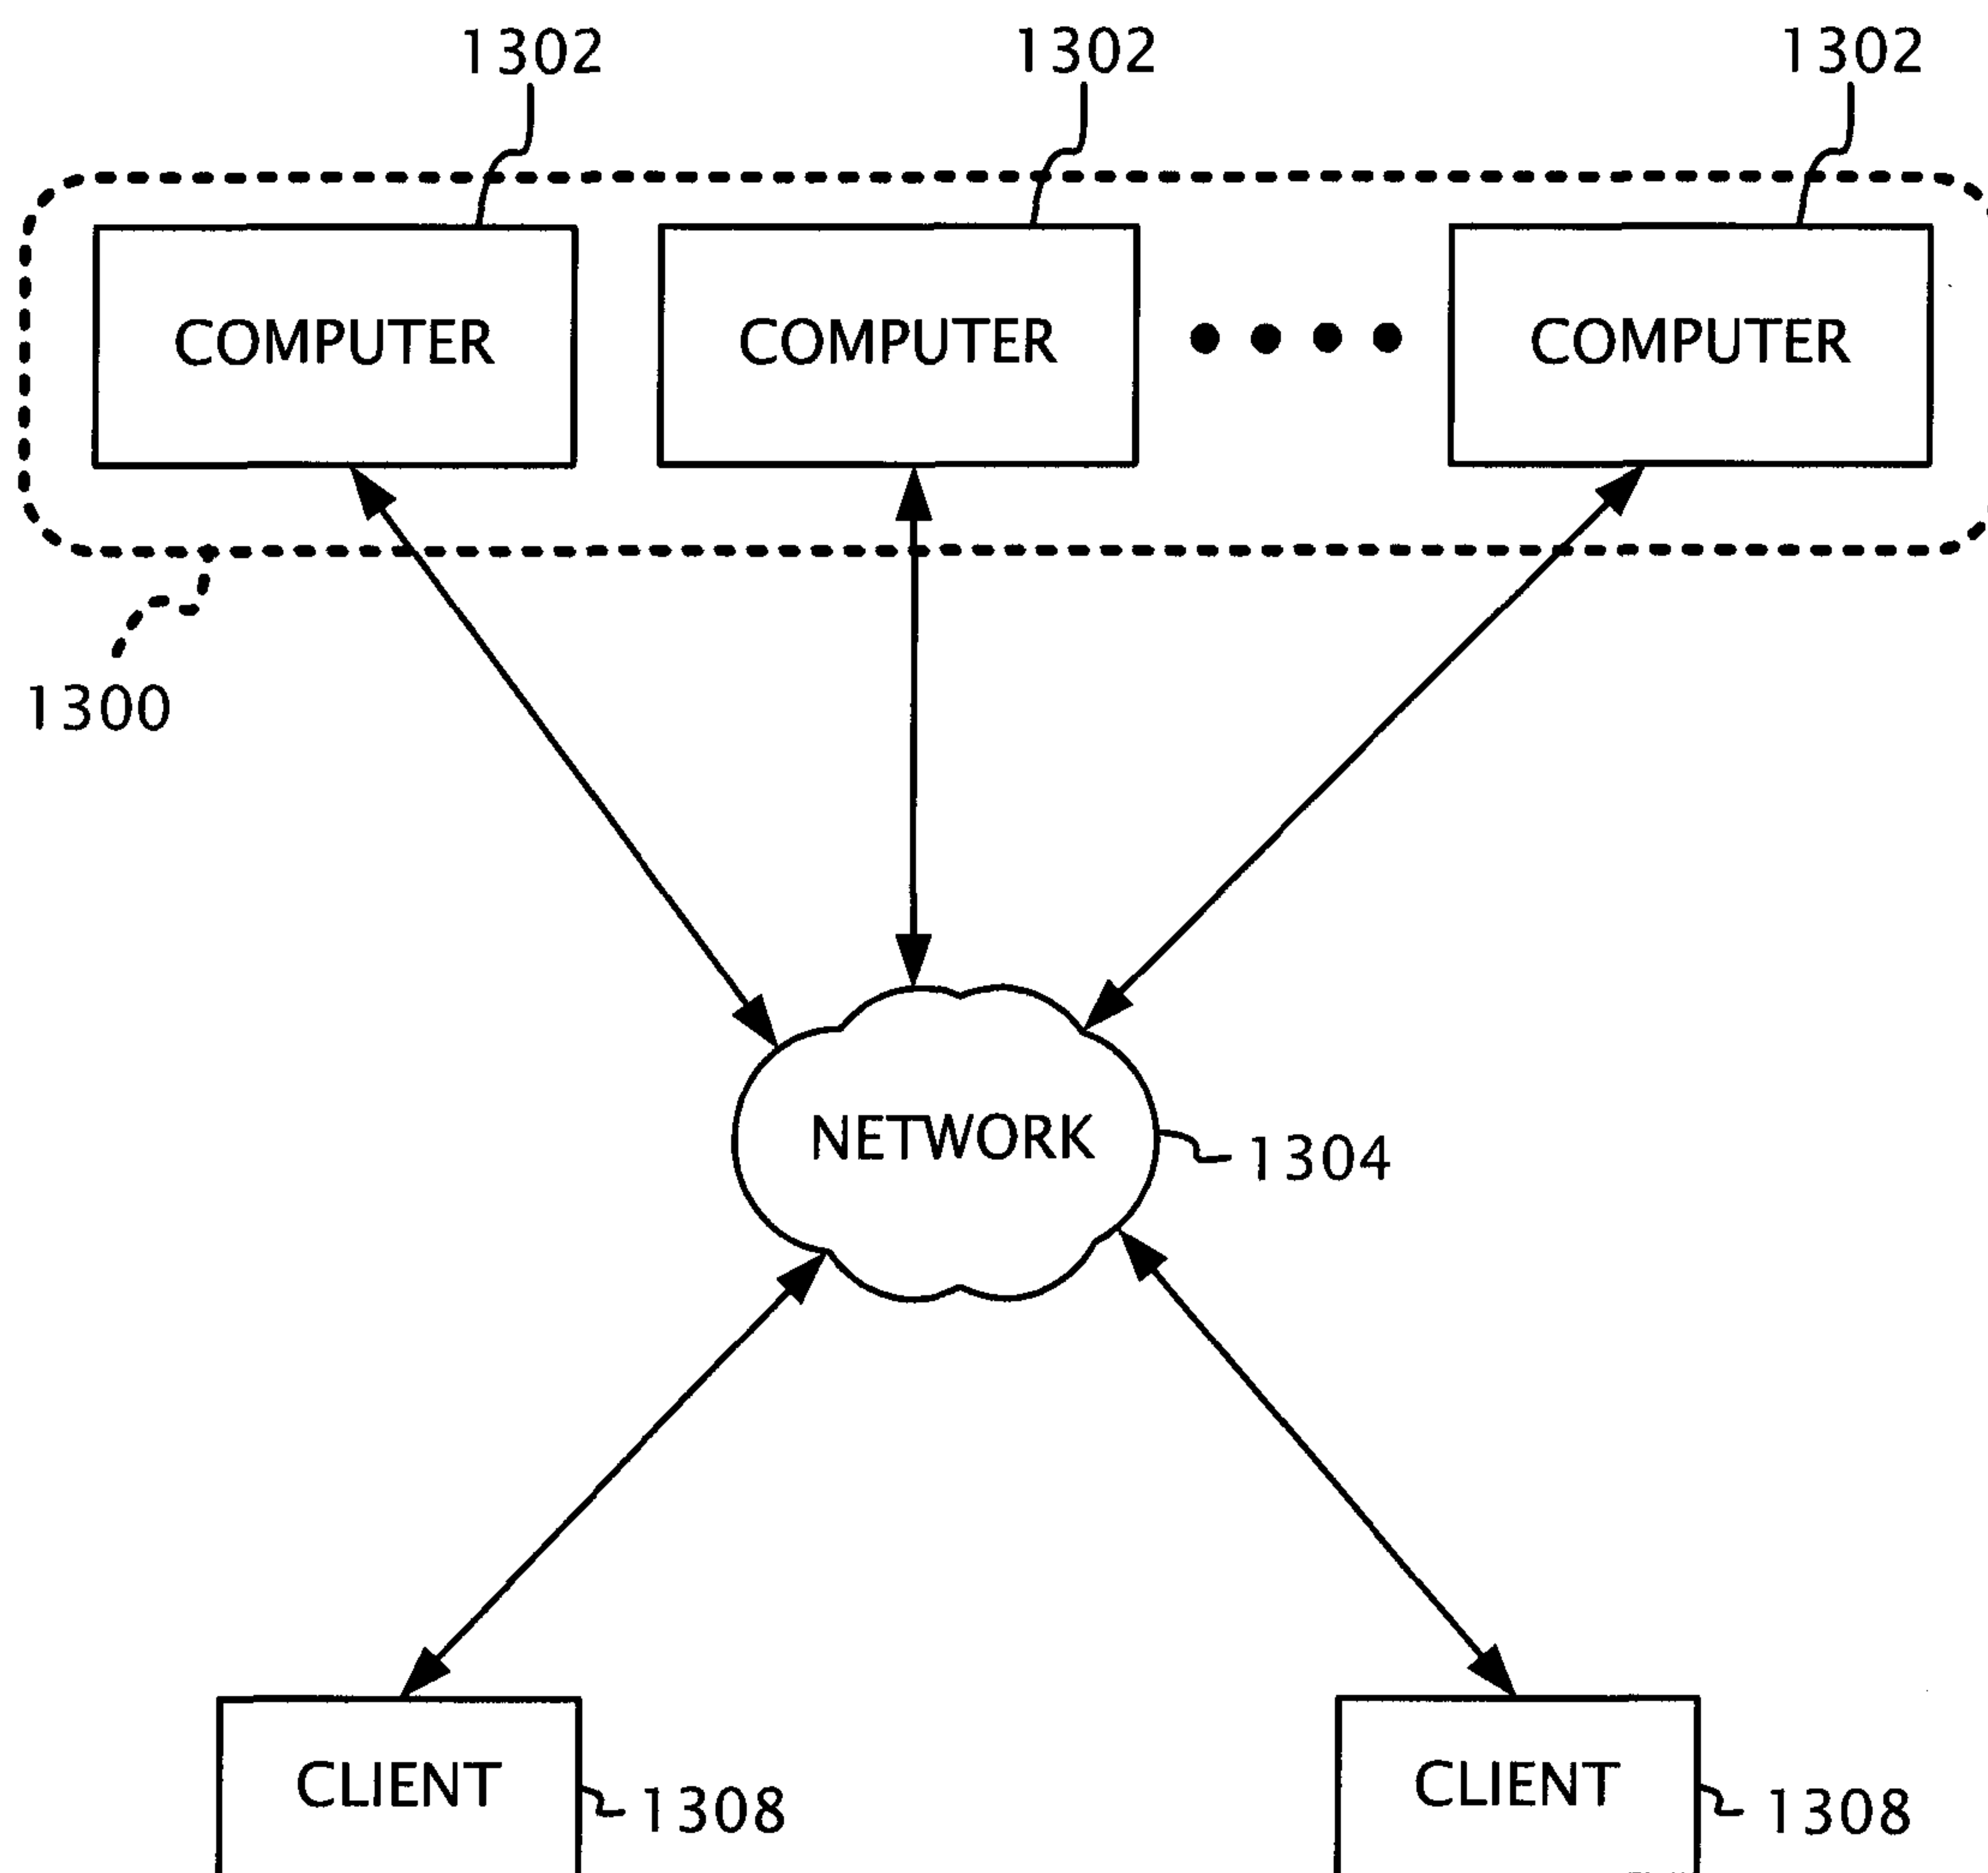 1302 1302 1302
COMPUTER COMPUTER COMPUTER
1300
NETWORK
1304
CLIENT 1308 CLIENT 1308